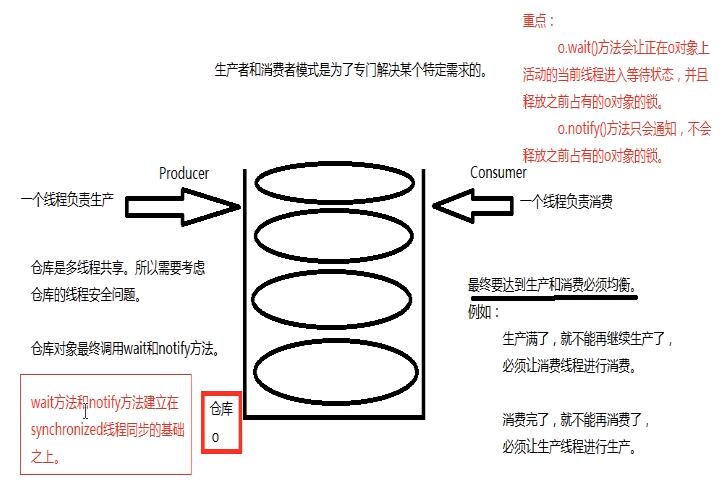 生产者和消费者模式是为了专门解决某个特定需求的。
重点：
o.wait()方法会让正在o对象上
活动的当前线程进入等待状态，并且
释放之前占有的o对象的锁。
o.notify()方法只会通知，不会
释放之前占有的o对象的锁。
Producer
一个线程负责生产
Consumer
一个线程负责消费
仓库是多线程共享。所以需要考虑
仓库的线程安全问题。
仓库对象最终调用wait和notify方法。
wait方法和notify方法建立在
synchronized线程同步的基础
之上。
仓库
o
最终要达到生产和消费必须均衡。
例如：
生产满了，就不能再继续生产了，
必须让消费线程进行消费。
消费完了，就不能再消费了，
必须让生产线程进行生产。